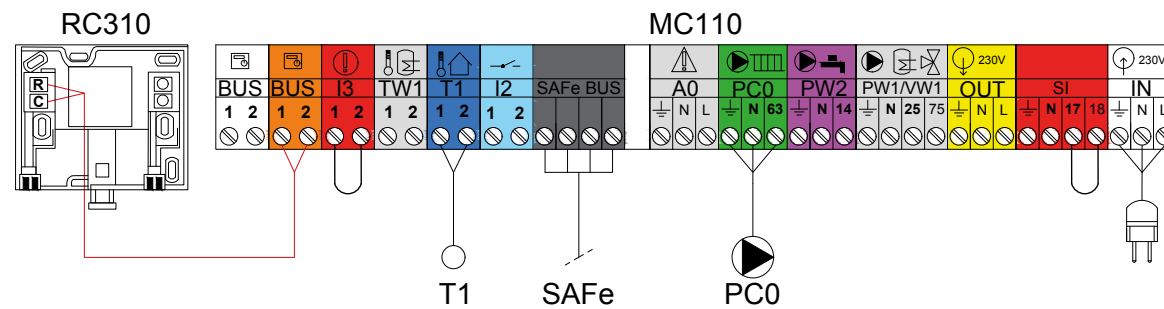 RC310 MC110
230V 230V
BUS BUS I3 TW1 T1 I2 SAFe BUS A0 PC0 PW2 PW1/VW1 OUT SI IN
R
C
1 2 1 2 1 2 1 2 1 2 1 2 N L N 63 N 14 N 25 75 N L N 17 18 N L
T1 SAFe PC0